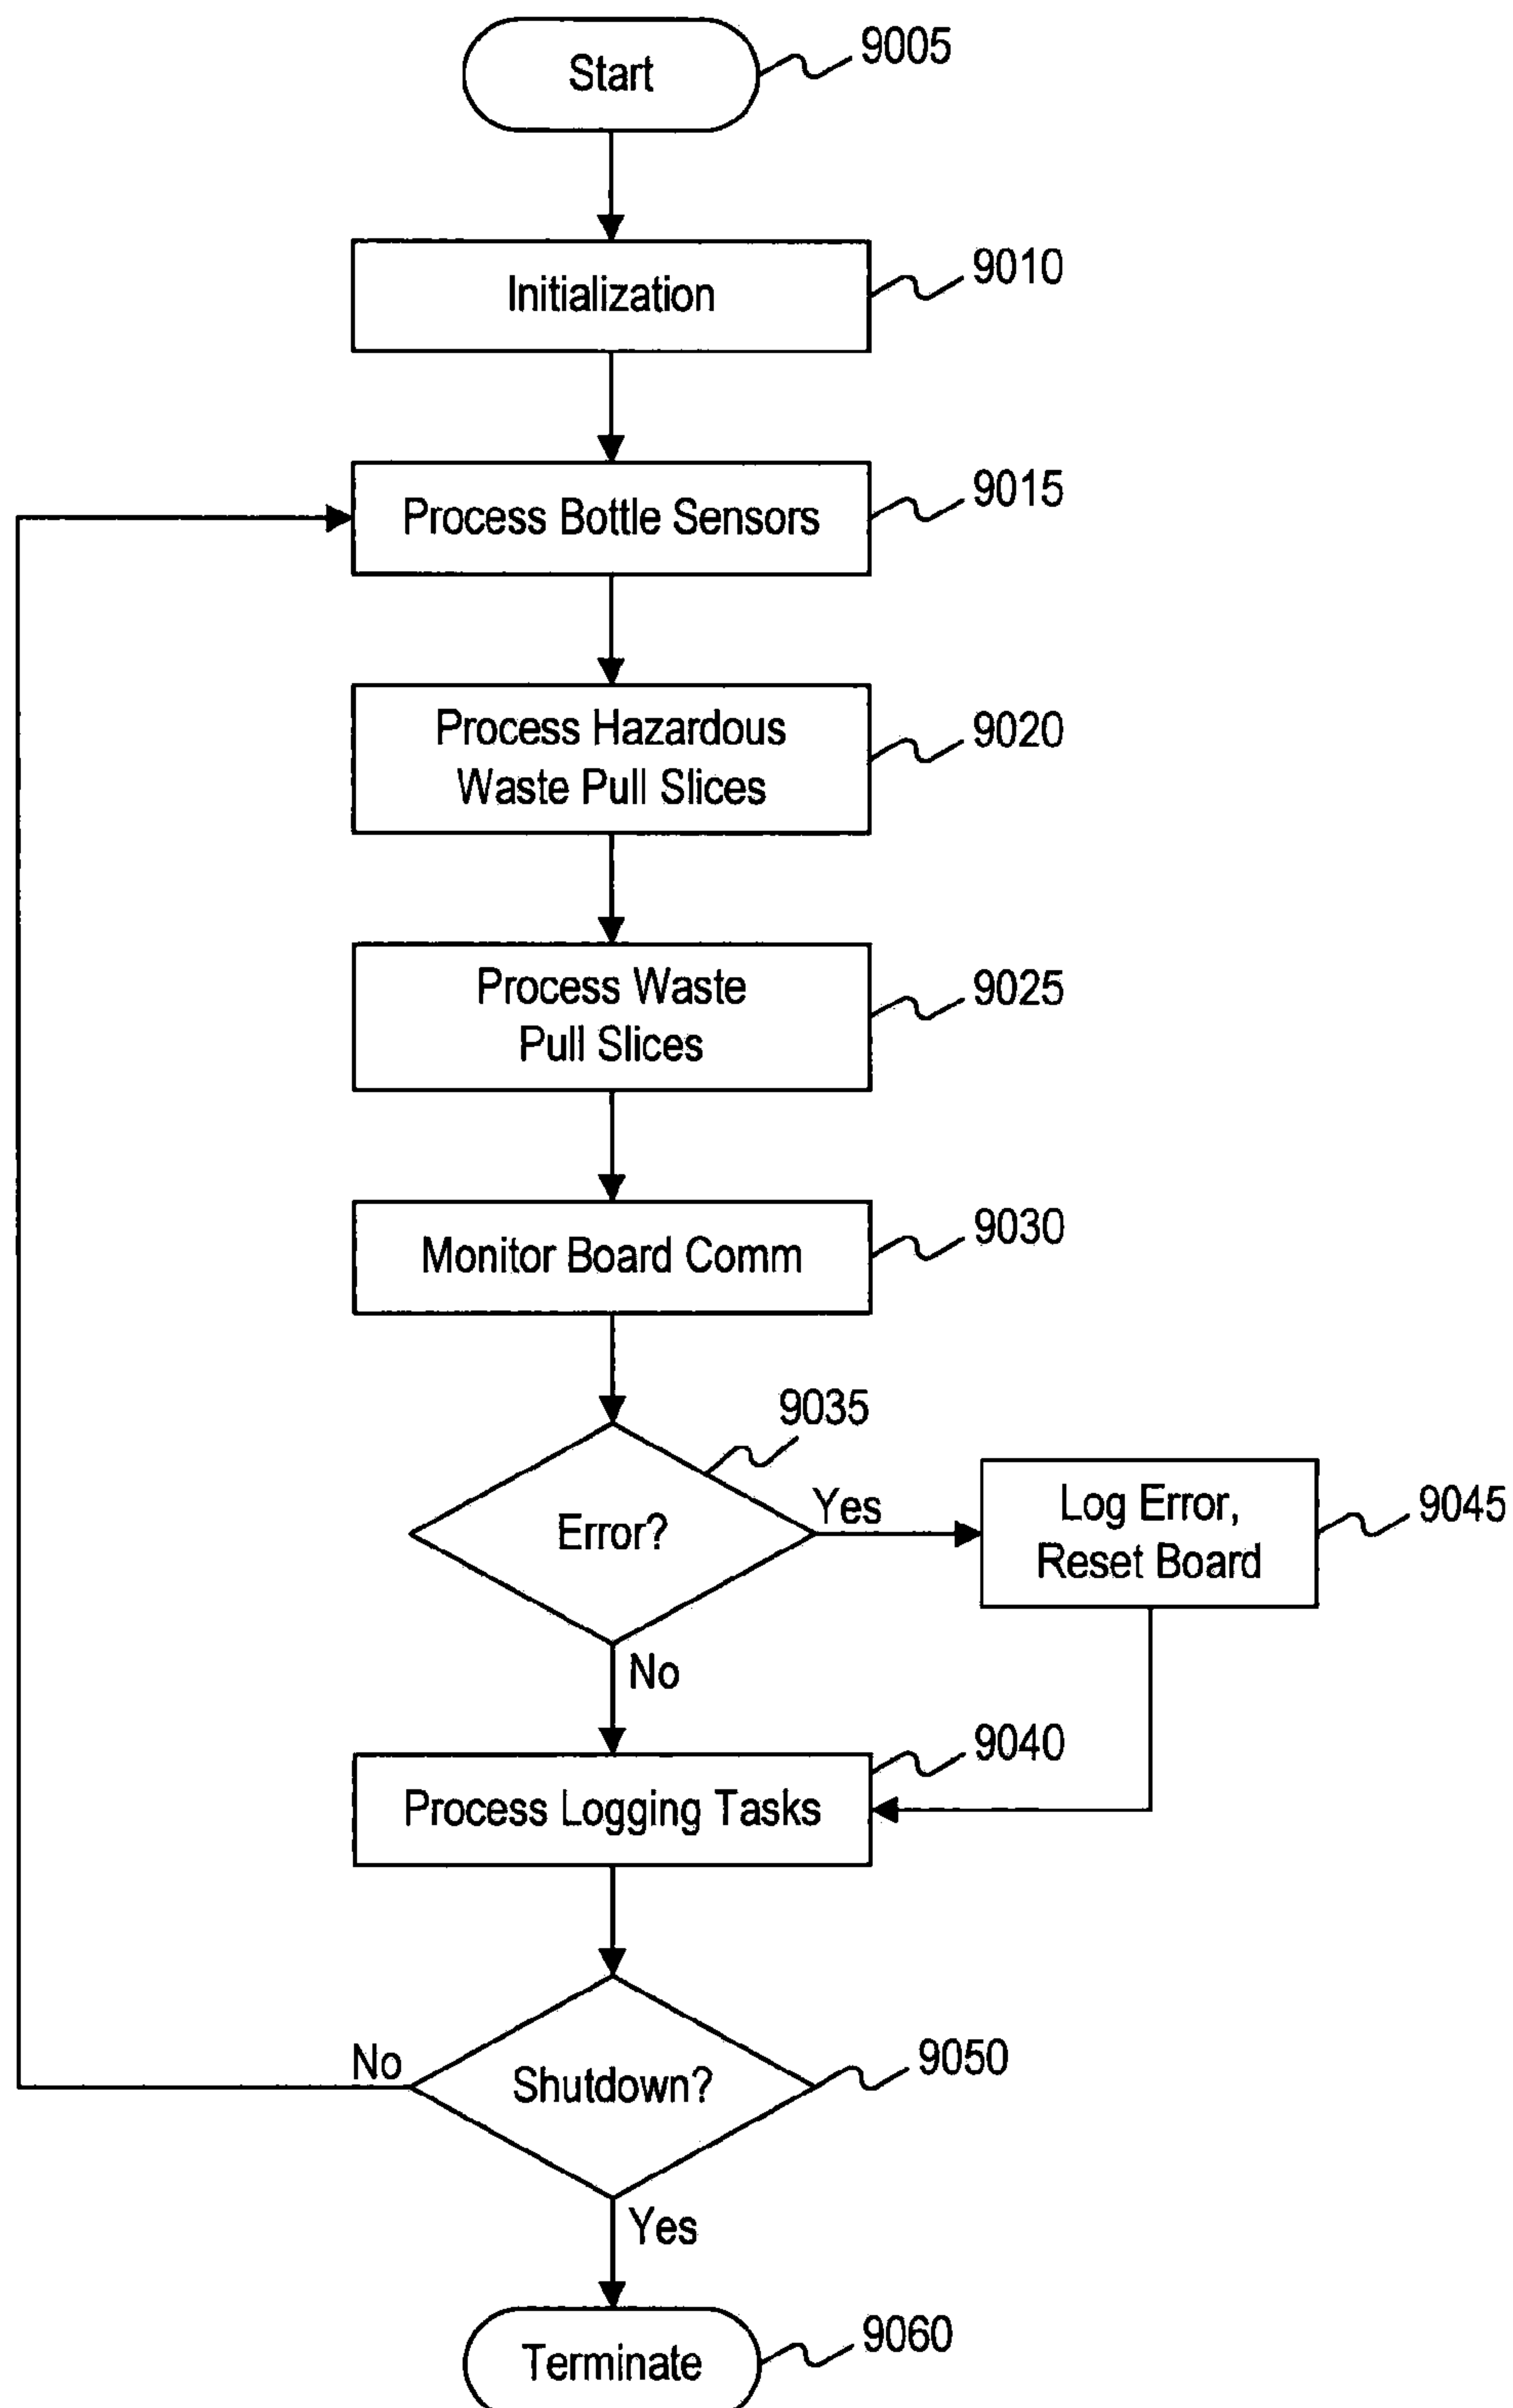 Start
9005
Initialization
9010
Process Bottle Sensors
9015
Process Hazardous
Waste Pull Slices
9020
Process Waste
Pull Slices
9025
Monitor Board Comm
9030
9035
Error?
Yes
Log Error,
Reset Board
9045
No
9040
Process Logging Tasks
No
Shutdown?
9050
Yes
Terminate
9060